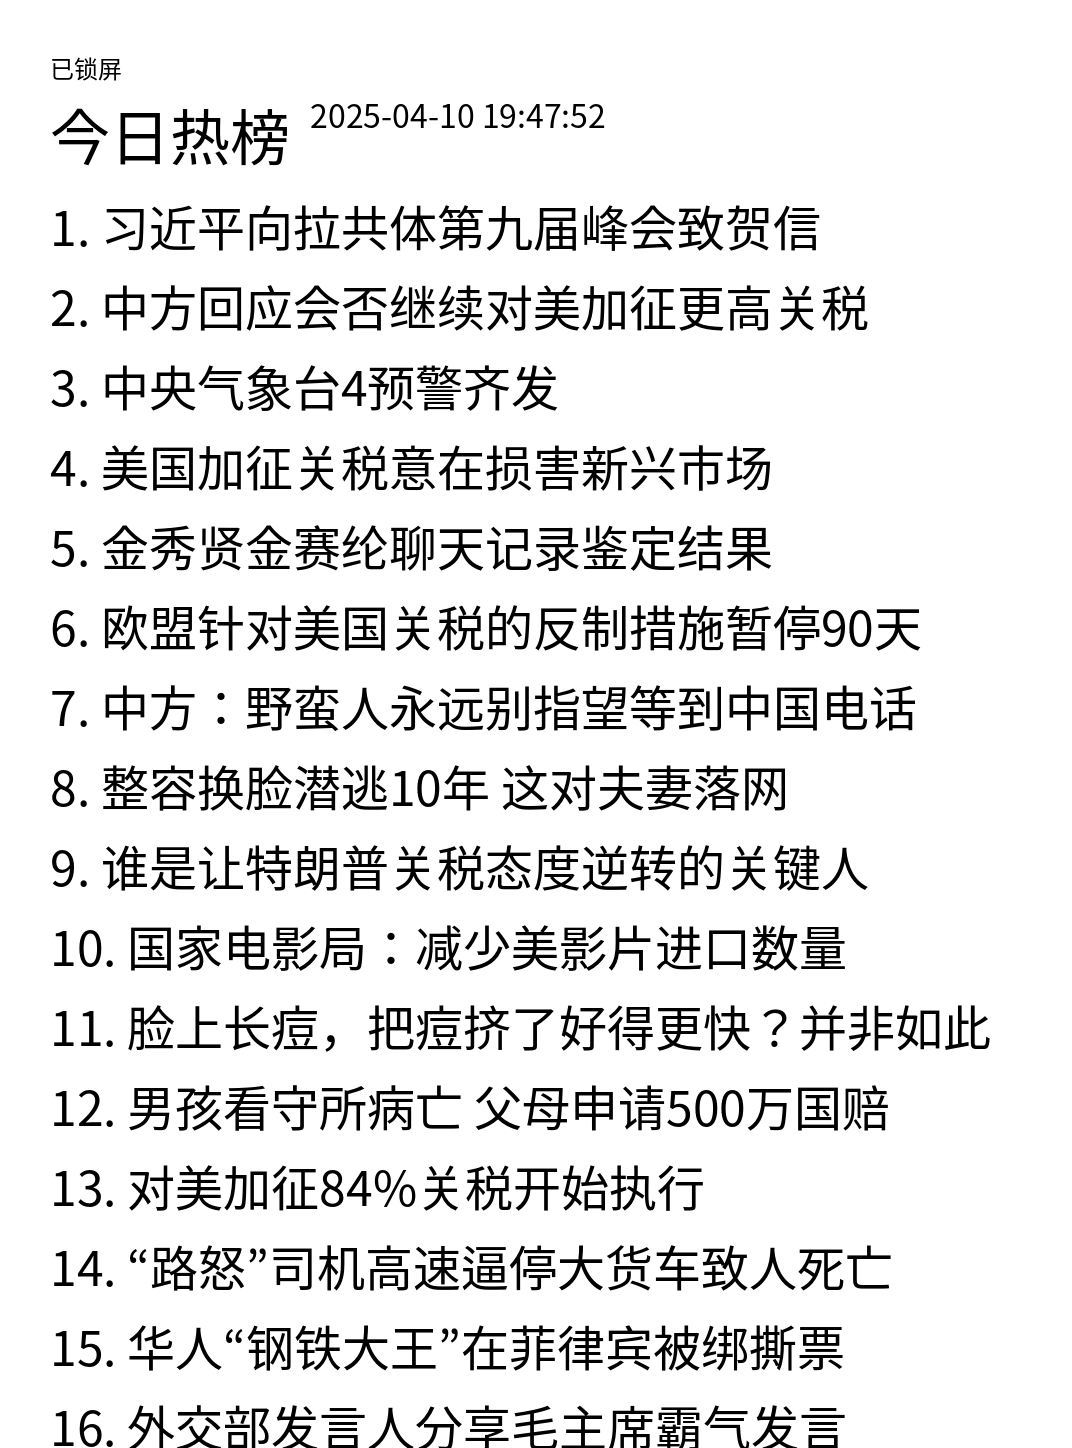 已锁屏
今日热榜 2025-04-10 19:47:52
1. 习近平向拉共体第九届峰会致贺信
2. 中方回应会否继续对美加征更高关税
3. 中央气象台4预警齐发
4. 美国加征关税意在损害新兴市场
5. 金秀贤金赛纶聊天记录鉴定结果
6. 欧盟针对美国关税的反制措施暂停90天
7. 中方：野蛮人永远别指望等到中国电话
8. 整容换脸潜逃10年 这对夫妻落网
9. 谁是让特朗普关税态度逆转的关键人
10. 国家电影局：减少美影片进口数量
11. 脸上长痘，把痘挤了好得更快？并非如此
12. 男孩看守所病亡 父母申请500万国赔
13. 对美加征84%关税开始执行
14. “路怒”司机高速逼停大货车致人死亡
15. 华人“钢铁大王”在菲律宾被绑撕票
16. 外交部发言人分享毛主席霸气发言